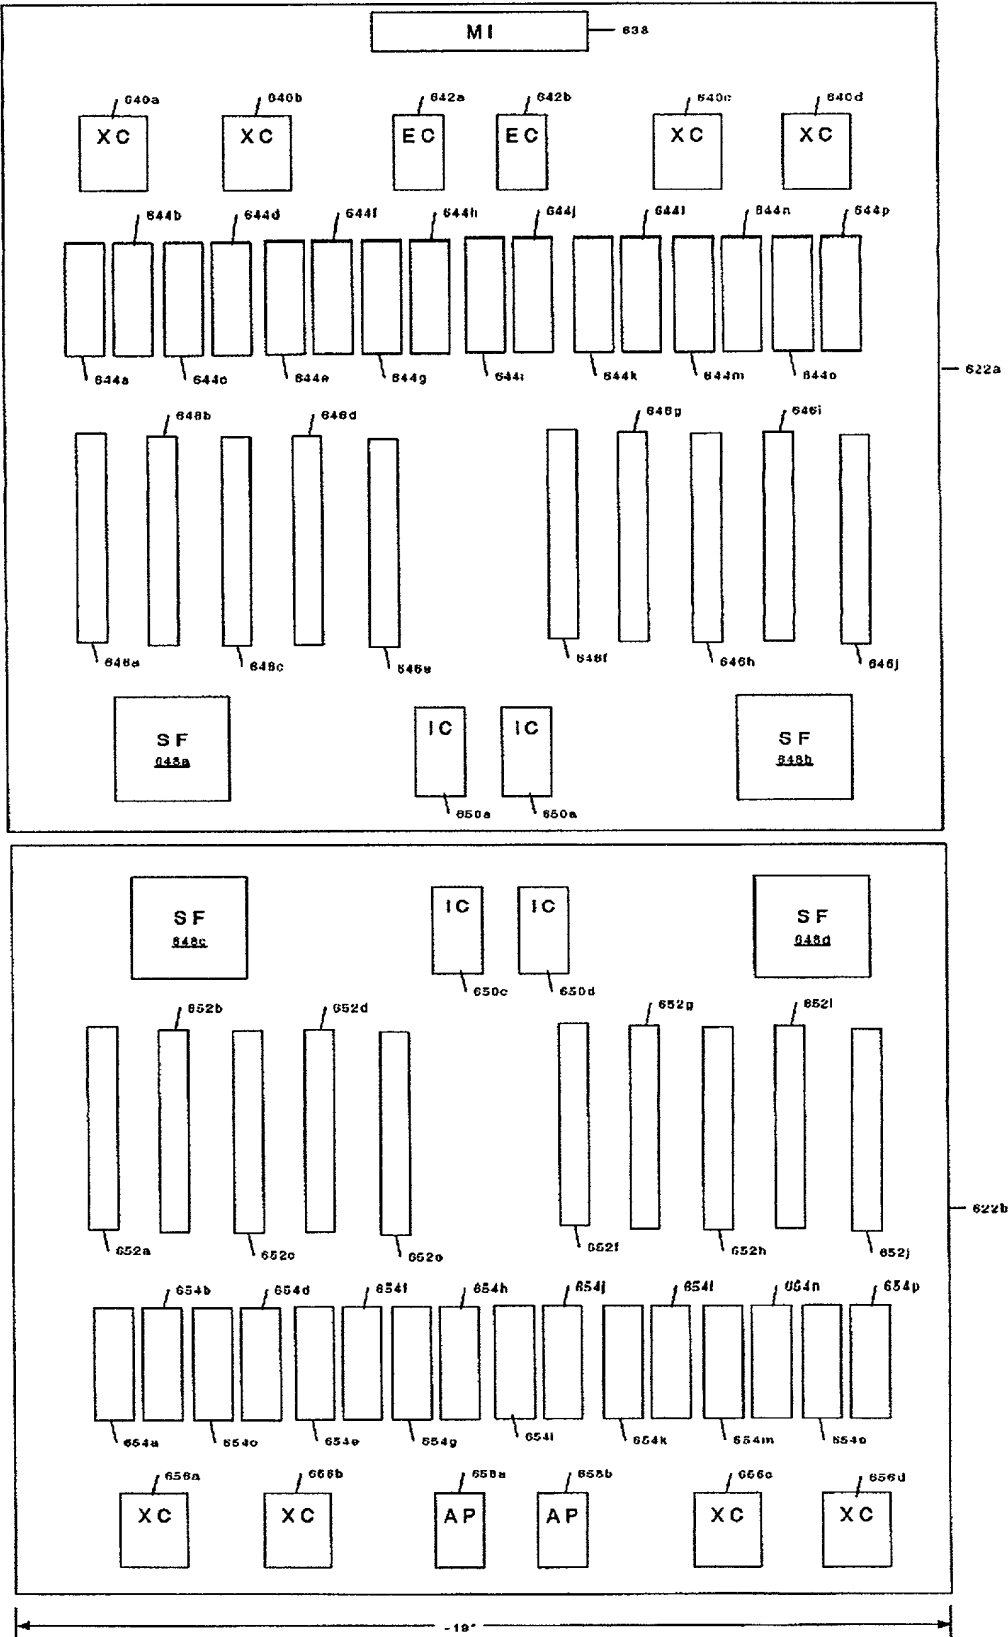 MI
638
640a 640b 642a 642b 640c 640d
XC XC EC EC XC XC
644b 644d 644f 644h 644j 644l 644n 644p
644a 644c 644e 644g 644i 644k 644m 644o
622a
646b 646d 646g 646i
646a 646c 646e 646f 646h 646j
SF IC IC SF
648a 648b
650a 650a
SF IC IC SF
648c 648d
650c 650d
652b 652d 652g 652i
622b
652a 652c 652e 652f 652h 652j
654b 654d 654f 654h 654j 654l 654n 654p
654a 654c 654e 654g 654i 654k 654m 654o
656a 656b 658a 658b 656c 656d
XC XC AP AP XC XC
~19"